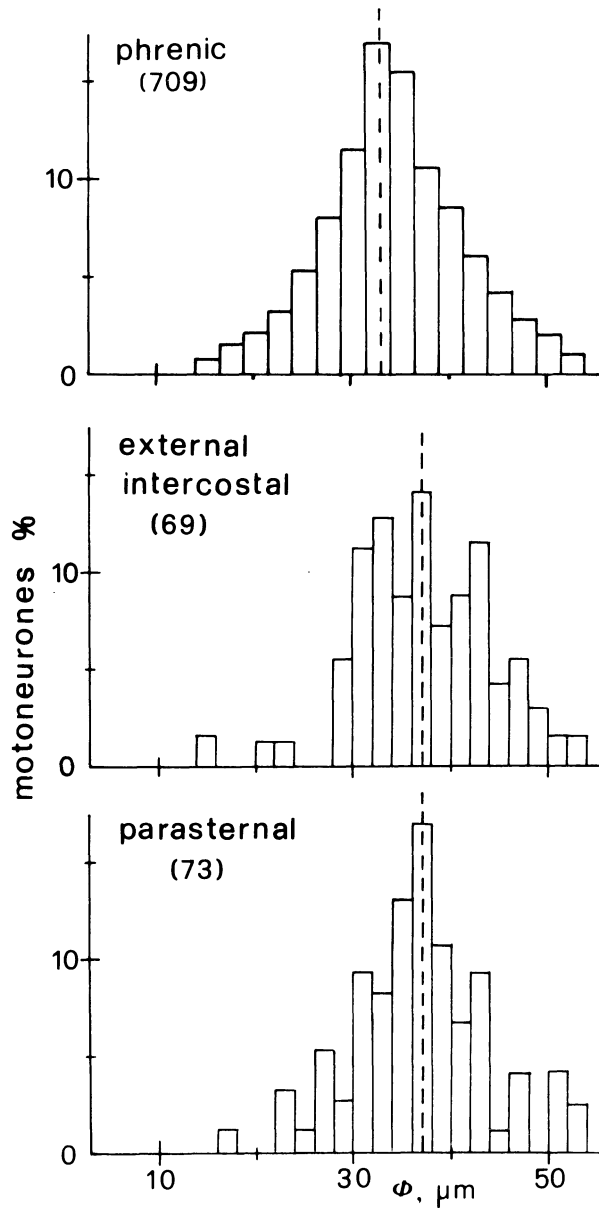 phrenic
(709)
10
0
external
intercostal
(69)
10
0
motoneurones %
parasternal
(73)
10
0
10
30
50
Φ, μm